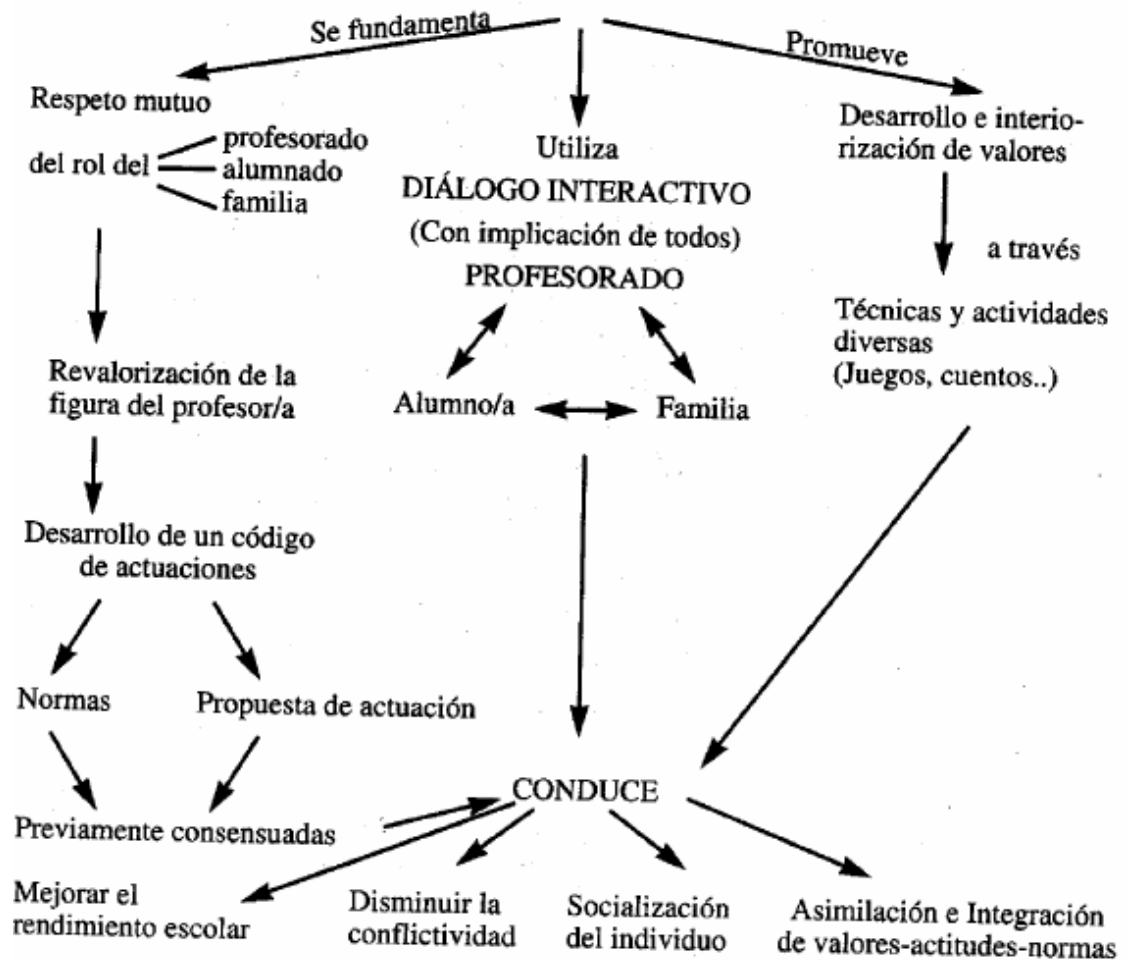 Se fundamenta
Promueve
Respeto mutuo
del rol del
profesorado
alumnado
familia
Utiliza
DIÁLOGO INTERACTIVO
(Con implicación de todos)
PROFESORADO
Desarrollo e interio-
rización de valores
a través
Técnicas y actividades
diversas
(Juegos, cuentos..)
Revalorización de la
figura del profesor/a
Alumno/a
Familia
Desarrollo de un código
de actuaciones
Normas
Propuesta de actuación
Previamente consensuadas
CONDUCE
Mejorar el
rendimiento escolar
Disminuir la
conflictividad
Socialización
del individuo
Asimilación e Integración
de valores-actitudes-normas